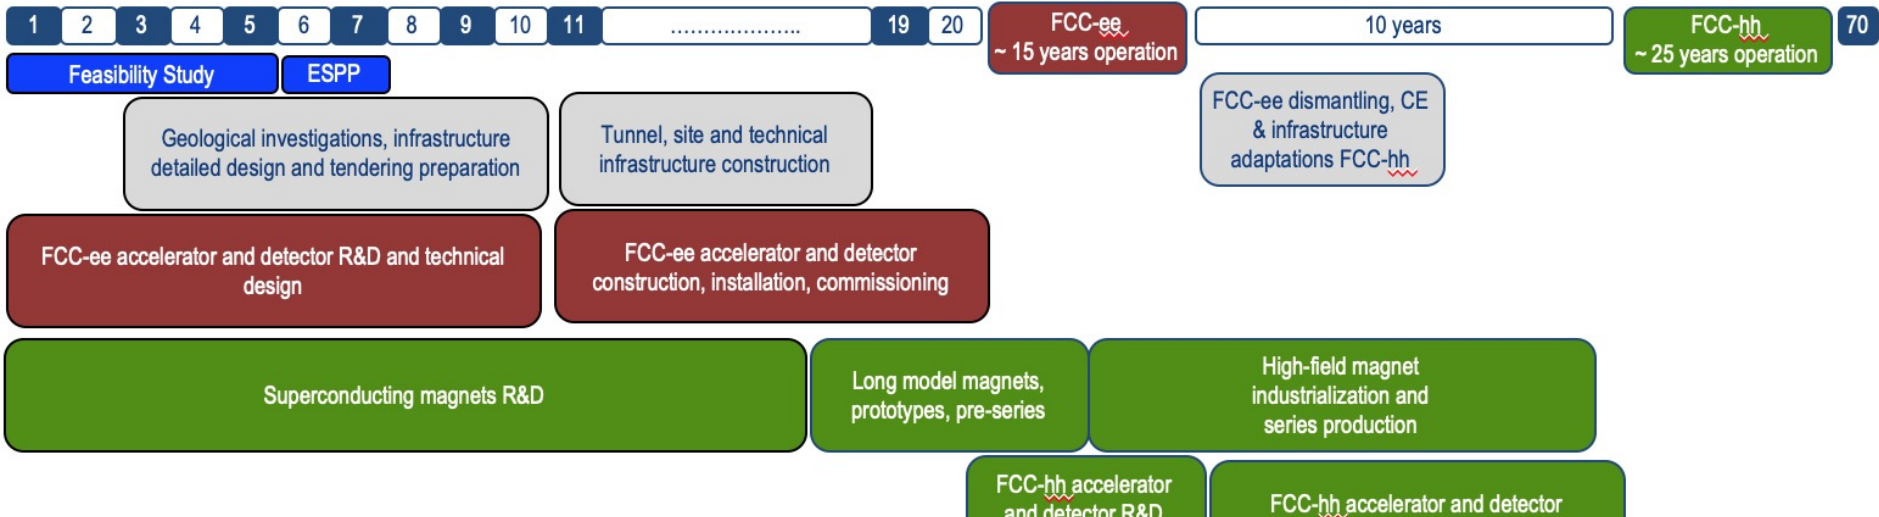 1 2 3 4 5 6 7 8 9 10 11 ................... 19 20 FCC-ee 10 years FCC-hh 70
~ 15 years operation ~ 25 years operation
Feasibility Study ESPP
Geological investigations, infrastructure
detailed design and tendering preparation
Tunnel, site and technical
infrastructure construction
FCC-ee dismantling, CE
& infrastructure
adaptations FCC-hh
FCC-ee accelerator and detector R&D and technical
design
FCC-ee accelerator and detector
construction, installation, commissioning
Superconducting magnets R&D
Long model magnets,
prototypes, pre-series
High-field magnet
industrialization and
series production
FCC-hh accelerator
and detector R&D
FCC-hh accelerator and detector